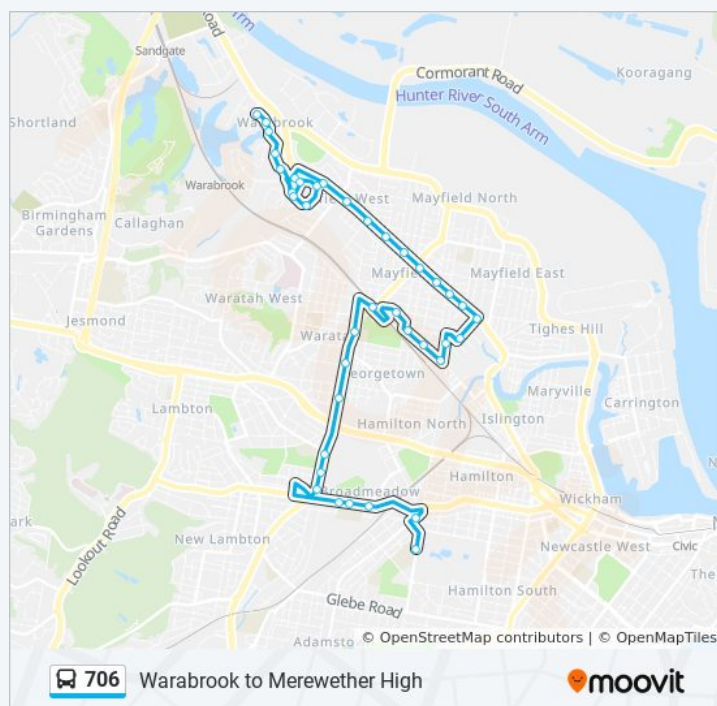 Road
Arm
Sandgate
Cormorant Road
Kooragang
Hunter River South Arm
Shortland
Warabrook
Warabrook
Mayfield West
Mayfield North
Birmingham
Gardens
Callaghan
Mayfield
Mayfield East
Waratah West
Jesmond
Waratah
Tighes Hill
Georgetown
Maryville
Carrington
Lambton
Islington
Hamilton North
Hamilton
Broadmeadow
Wickham
Lookout Road
New Lambton
Newcastle West
Civic
Hamilton South
Glebe Road
Adamsto
© OpenStreetMap contributors | © OpenMapTiles
706 Warabrook to Merewether High
moovit